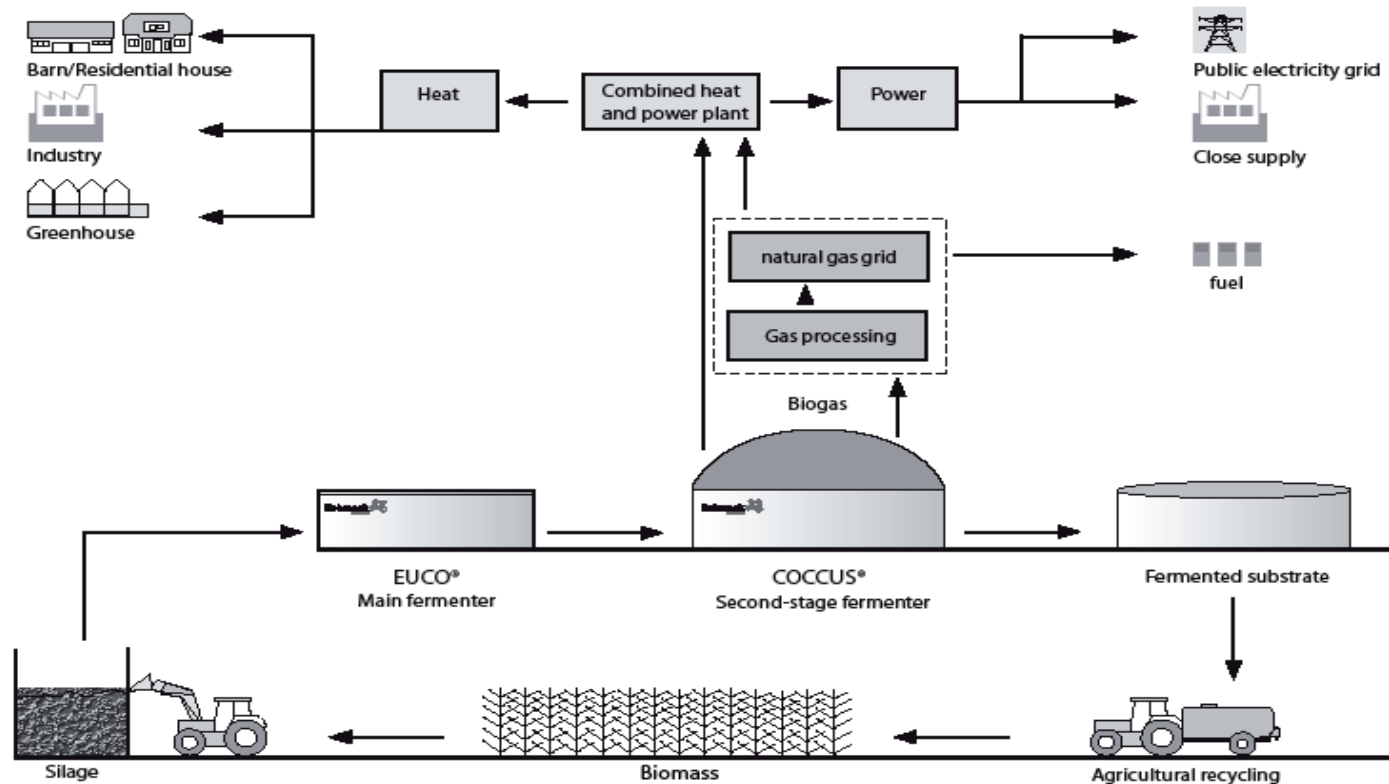 Barn/Residential house
Industry
Greenhouse
Heat
Combined heat
and power plant
Power
Public electricity grid
Close supply
natural gas grid
Gas processing
fuel
Biogas
EUCO®
Main fermenter
COCCUS®
Second-stage fermenter
Fermented substrate
Silage
Biomass
Agricultural recycling